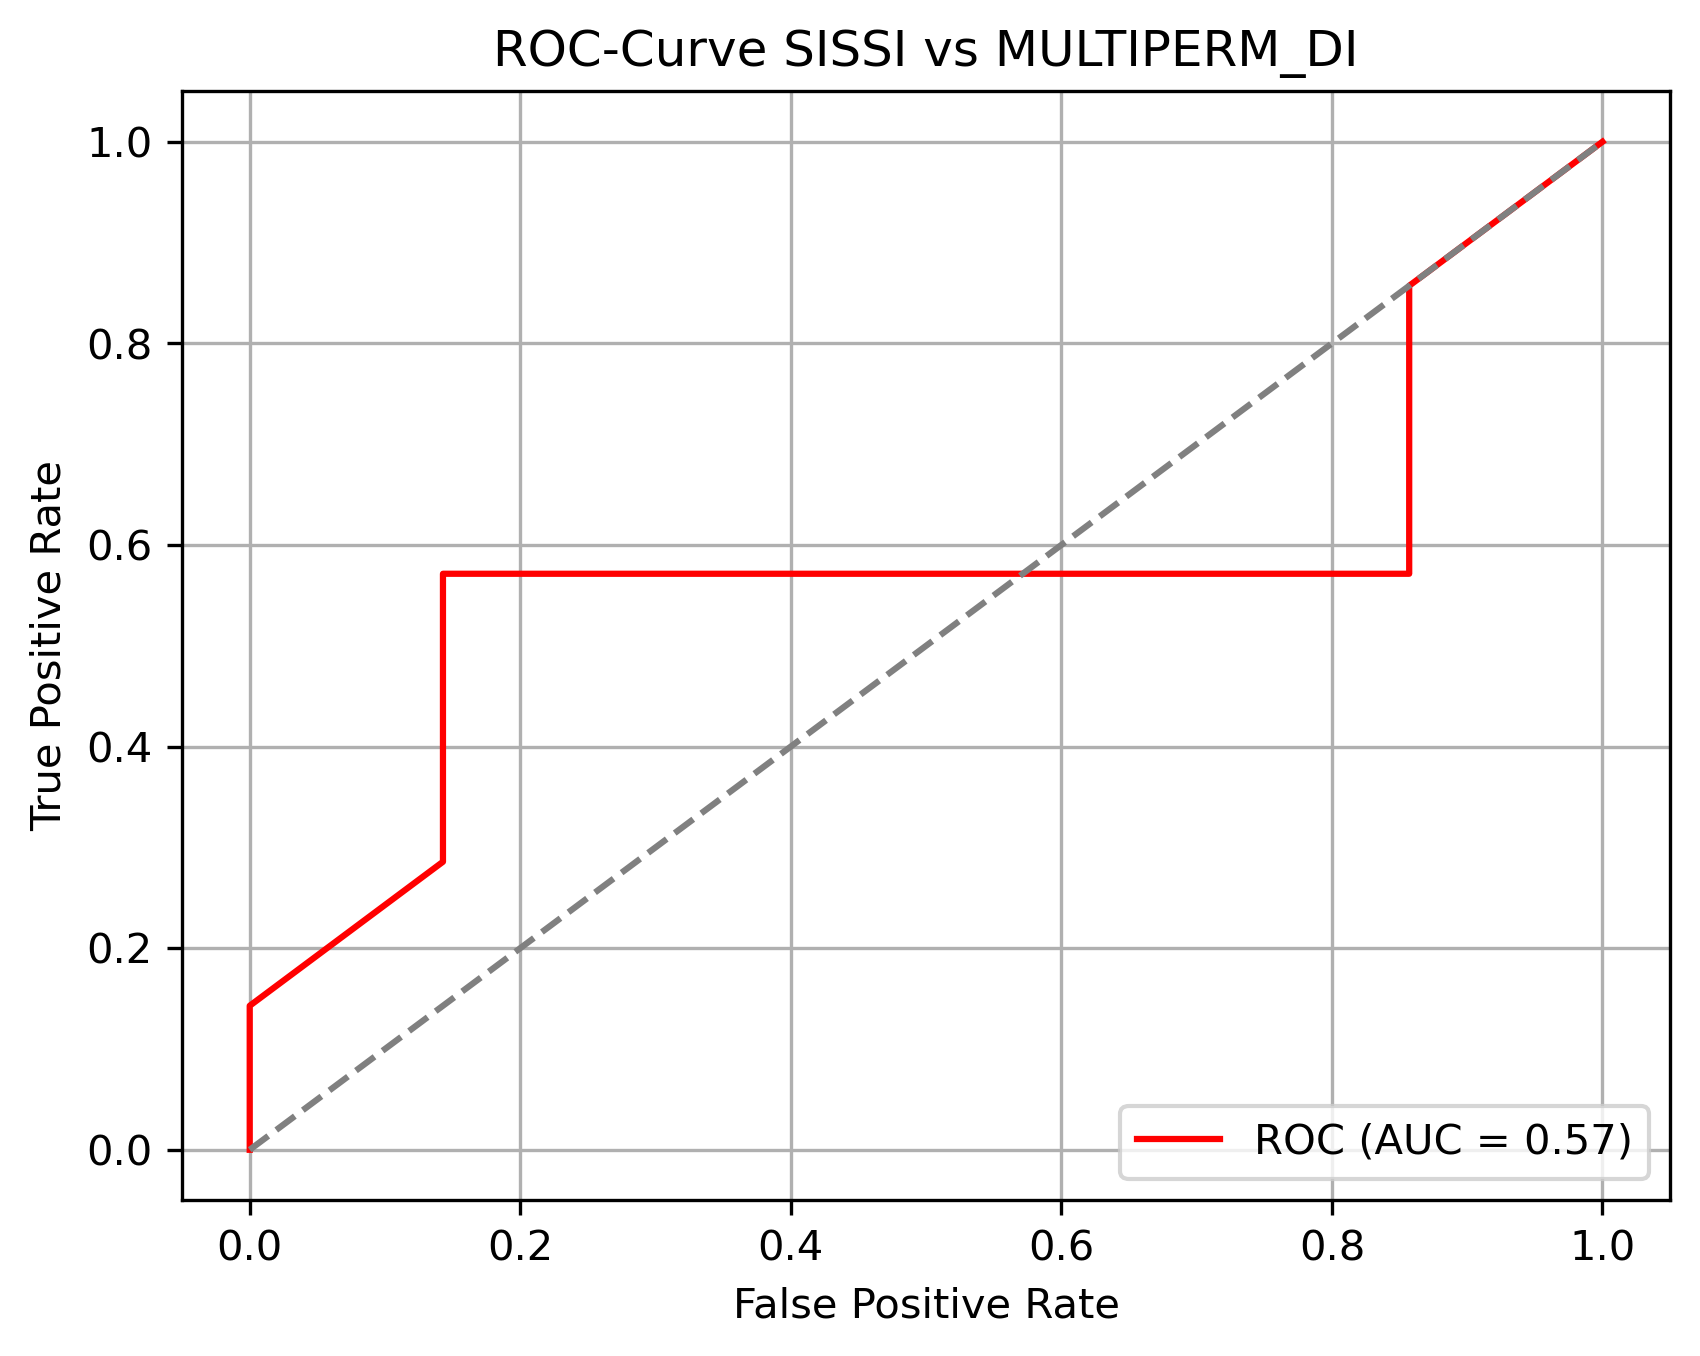 ROC-Curve SISSI vs MULTIPERM_DI
1.0
0.8
0.6
0.4
0.2
0.0
True Positive Rate
ROC (AUC = 0.57)
0.0 0.2 0.4 0.6 0.8 1.0
False Positive Rate